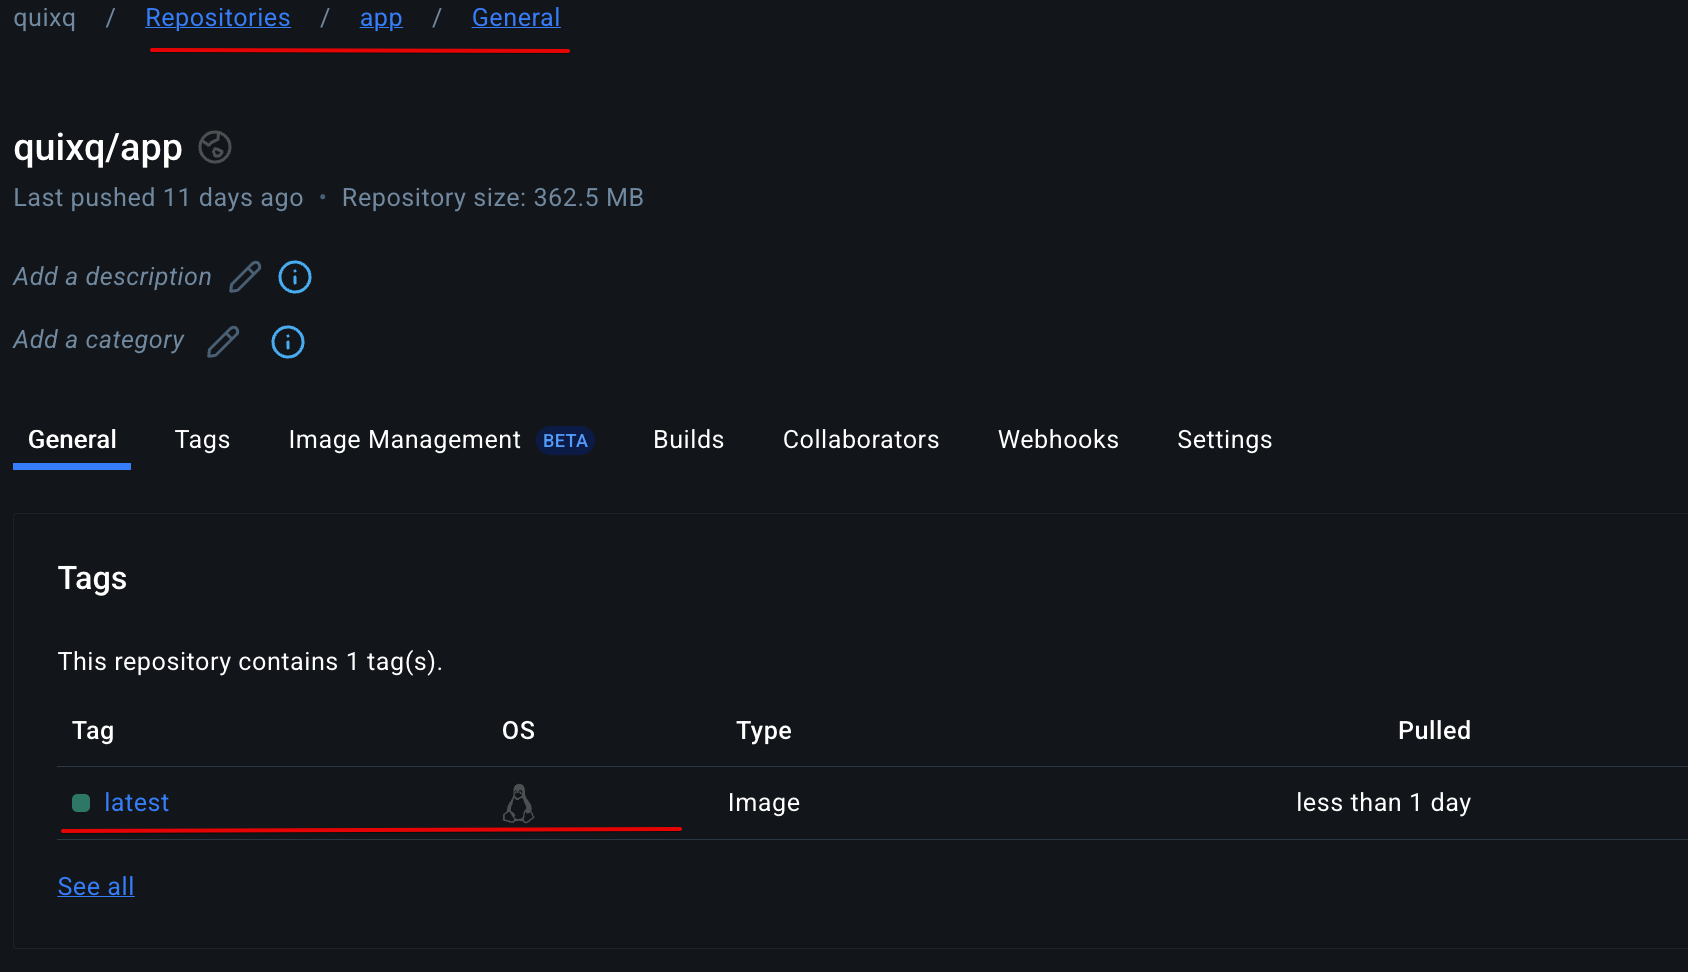 quixq / Repositories / app / General
quixq/app
Last pushed 11 days ago • Repository size: 362.5 MB
Add a description
Add a category
General Tags Image Management BETA Builds Collaborators Webhooks Settings
Tags
This repository contains 1 tag(s).
Tag OS Type Pulled
latest Image less than 1 day
See all